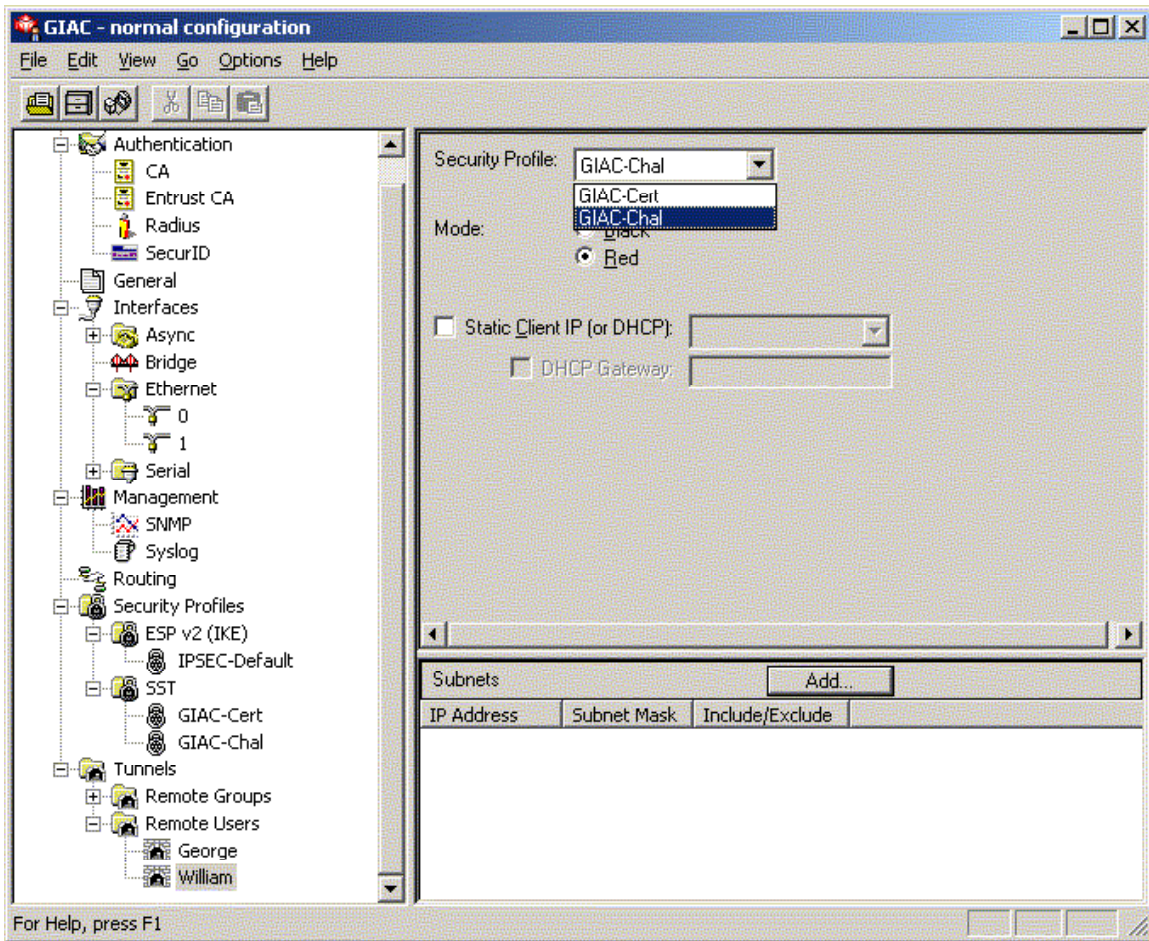 GIAC - normal configuration
File Edit View Go Options Help
Authentication
CA
Entrust CA
Radius
SecurID
General
Interfaces
Async
Bridge
Ethernet
0
1
Serial
Management
SNMP
Syslog
Routing
Security Profiles
ESP v2 (IKE)
IPSEC-Default
SST
GIAC-Cert
GIAC-Chal
Tunnels
Remote Groups
Remote Users
George
William
Security Profile: GIAC-Chal
GIAC-Cert
GIAC-Chal
Mode: Black
Red
Static Client IP (or DHCP):
DHCP Gateway:
Subnets Add...
IP Address Subnet Mask Include/Exclude
For Help, press F1